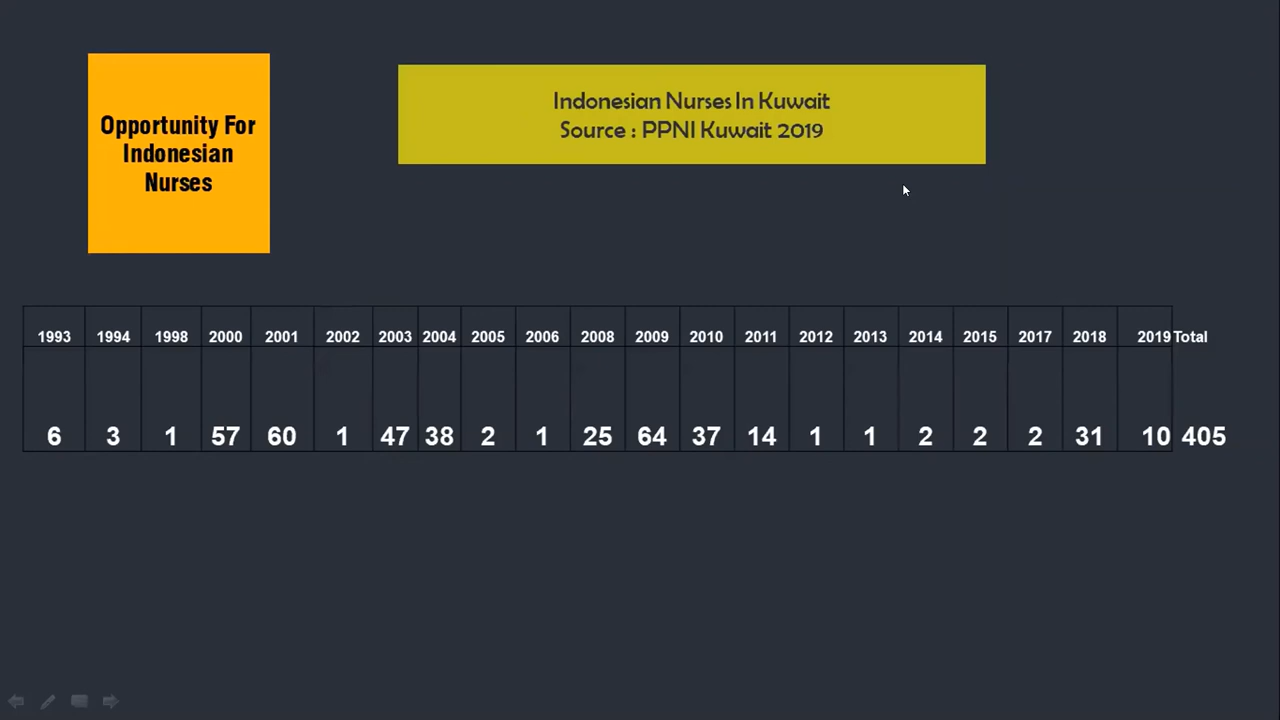 Opportunity For
Indonesian
Nurses
Indonesian Nurses In Kuwait
Source : PPNI Kuwait 2019
1993 1994 1998 2000 2001 2002 2003 2004 2005 2006 2008 2009 2010 2011 2012 2013 2014 2015 2017 2018 2019 Total
6 3 1 57 60 1 47 38 2 1 25 64 37 14 1 1 2 2 2 31 10 405